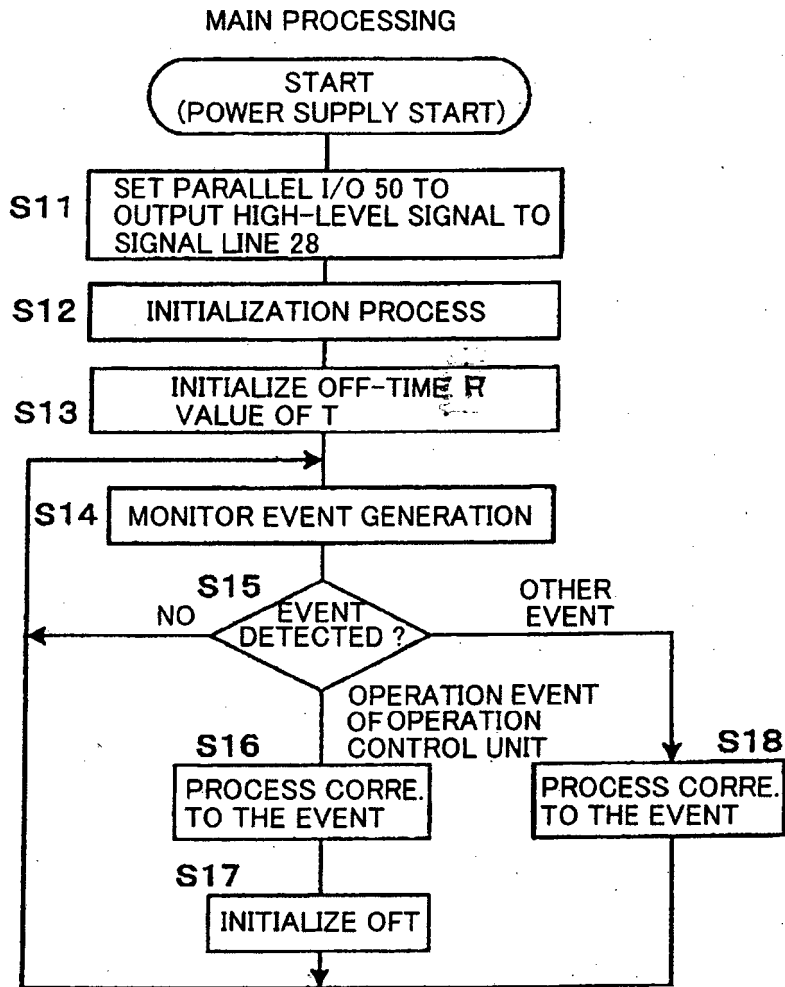 MAIN PROCESSING
START
(POWER SUPPLY START)
S11
SET PARALLEL I/O 50 TO
OUTPUT HIGH-LEVEL SIGNAL TO
SIGNAL LINE 28
S12
INITIALIZATION PROCESS
S13
INITIALIZE OFF-TIME R
VALUE OF T
S14
MONITOR EVENT GENERATION
S15
NO
EVENT
DETECTED ?
OTHER
EVENT
OPERATION EVENT
OF OPERATION
CONTROL UNIT
S16
PROCESS CORRE.
TO THE EVENT
S18
PROCESS CORRE.
TO THE EVENT
S17
INITIALIZE OFT